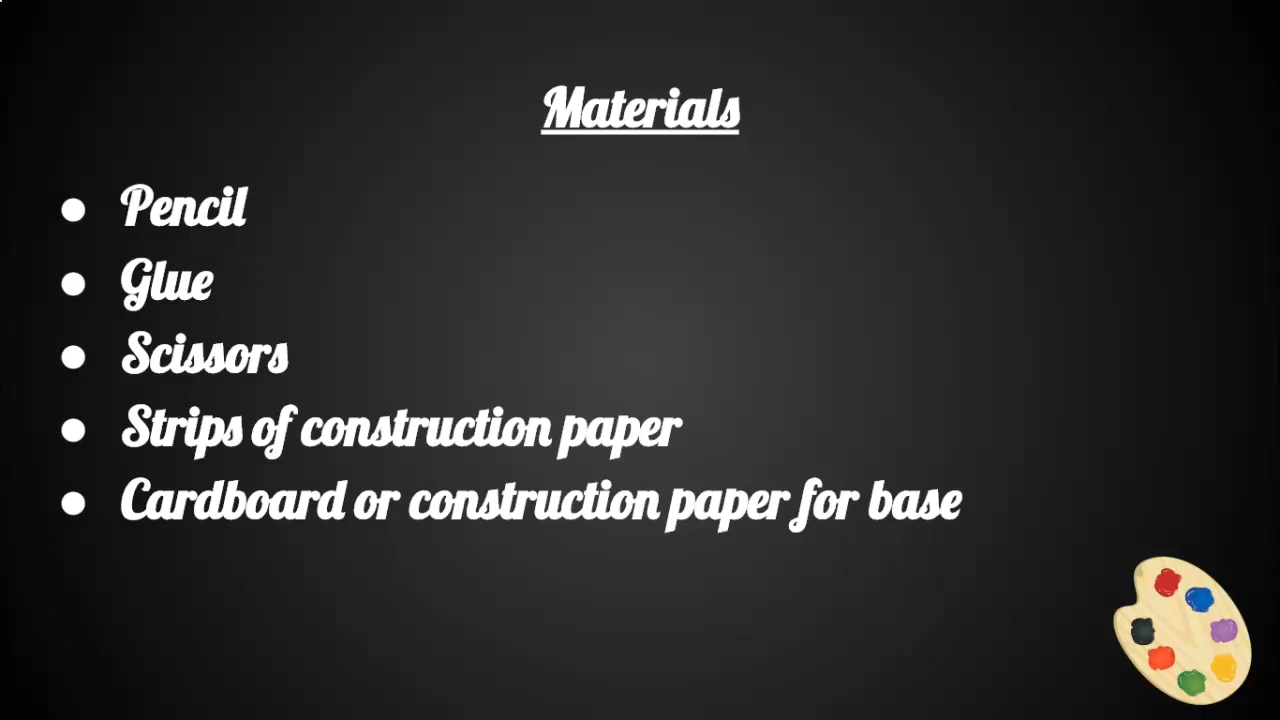 Materials
● Pencil
● Glue
● Scissors
● Strips of construction paper
● Cardboard or construction paper for base